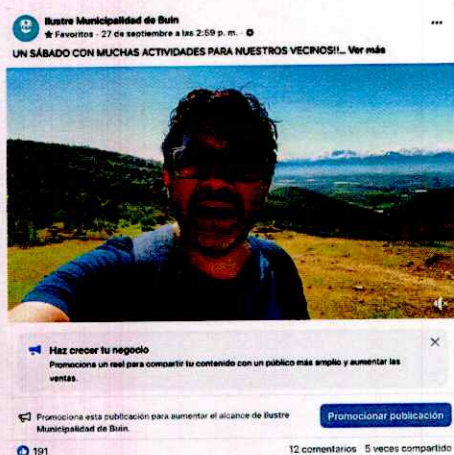 Ilustre Municipalidad de Buin
★ Favoritos · 27 de septiembre a las 2:59 p. m. ·
UN SÁBADO CON MUCHAS ACTIVIDADES PARA NUESTROS VECINOS!!... Ver más
Haz crecer tu negocio
Promociona un reel para compartir tu contenido con un público más amplio y aumentar las
ventas.
Promociona esta publicación para aumentar el alcance de Ilustre
Municipalidad de Buin.
Promocionar publicación
191
12 comentarios 5 veces compartido